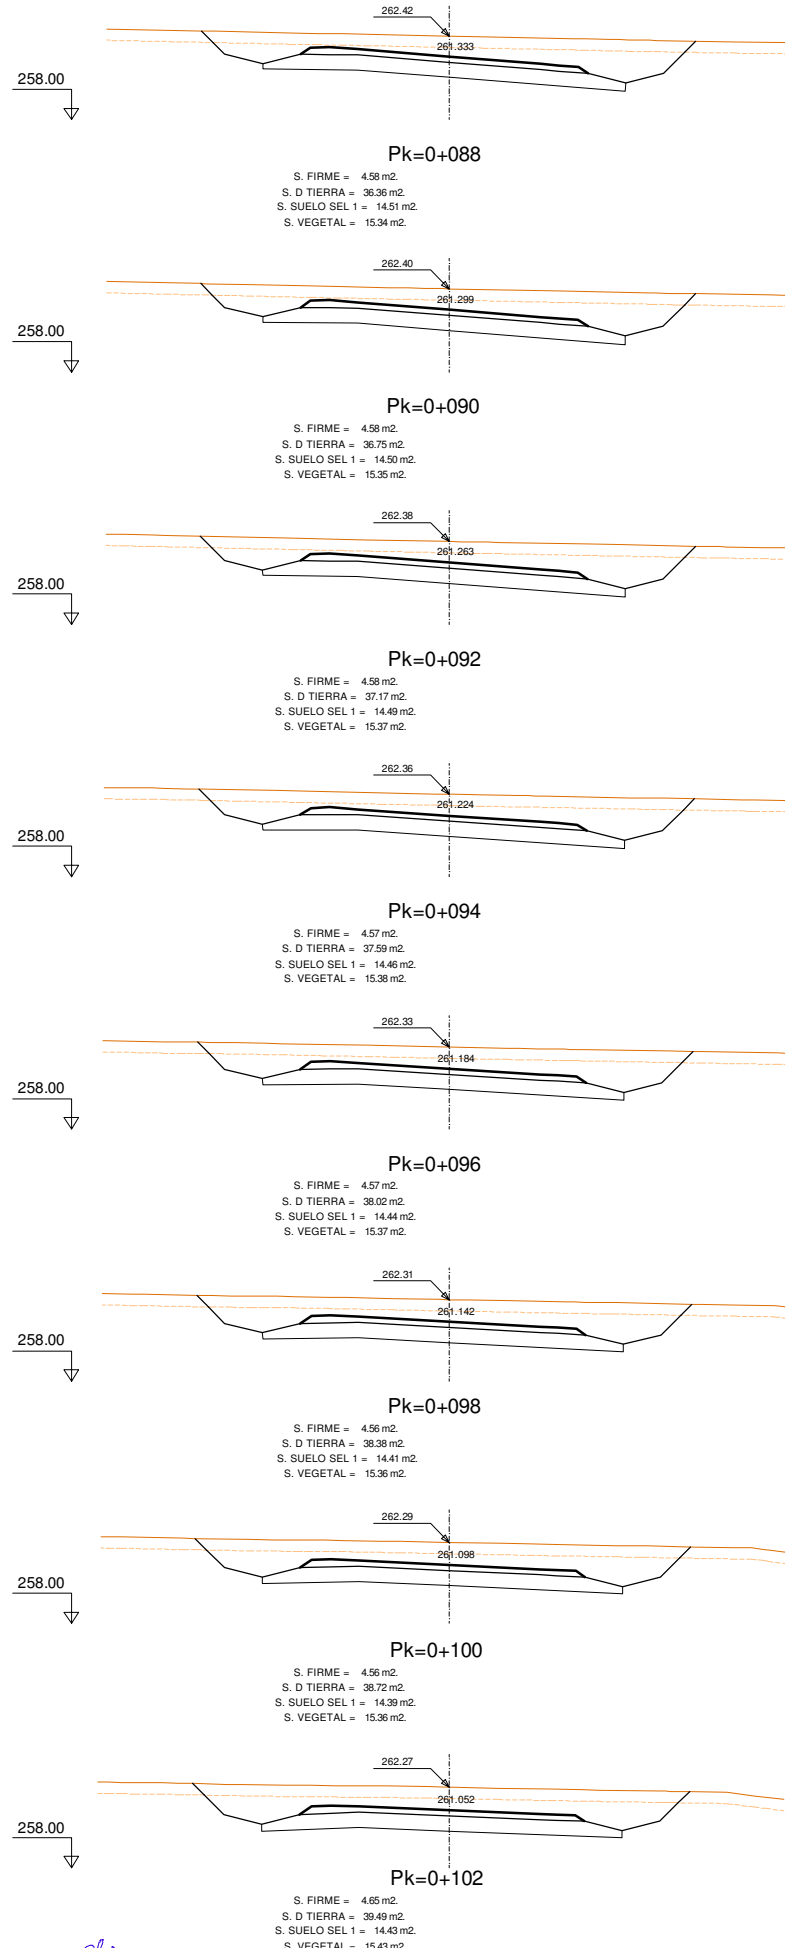 262.42
261.333
258.00
Pk=0+088
S. FIRME = 4.58 m2.
S. D TIERRA = 36.36 m2.
S. SUELO SEL 1 = 14.51 m2.
S. VEGETAL = 15.34 m2.
262.40
261.299
258.00
Pk=0+090
S. FIRME = 4.58 m2.
S. D TIERRA = 36.75 m2.
S. SUELO SEL 1 = 14.50 m2.
S. VEGETAL = 15.35 m2.
262.38
261.263
258.00
Pk=0+092
S. FIRME = 4.58 m2.
S. D TIERRA = 37.17 m2.
S. SUELO SEL 1 = 14.49 m2.
S. VEGETAL = 15.37 m2.
262.36
261.224
258.00
Pk=0+094
S. FIRME = 4.57 m2.
S. D TIERRA = 37.59 m2.
S. SUELO SEL 1 = 14.46 m2.
S. VEGETAL = 15.38 m2.
262.33
261.184
258.00
Pk=0+096
S. FIRME = 4.57 m2.
S. D TIERRA = 38.02 m2.
S. SUELO SEL 1 = 14.44 m2.
S. VEGETAL = 15.37 m2.
262.31
261.142
258.00
Pk=0+098
S. FIRME = 4.56 m2.
S. D TIERRA = 38.38 m2.
S. SUELO SEL 1 = 14.41 m2.
S. VEGETAL = 15.36 m2.
262.29
261.098
258.00
Pk=0+100
S. FIRME = 4.56 m2.
S. D TIERRA = 38.72 m2.
S. SUELO SEL 1 = 14.39 m2.
S. VEGETAL = 15.36 m2.
262.27
261.052
258.00
Pk=0+102
S. FIRME = 4.65 m2.
S. D TIERRA = 39.49 m2.
S. SUELO SEL 1 = 14.43 m2.
S. VEGETAL = 15.43 m2.